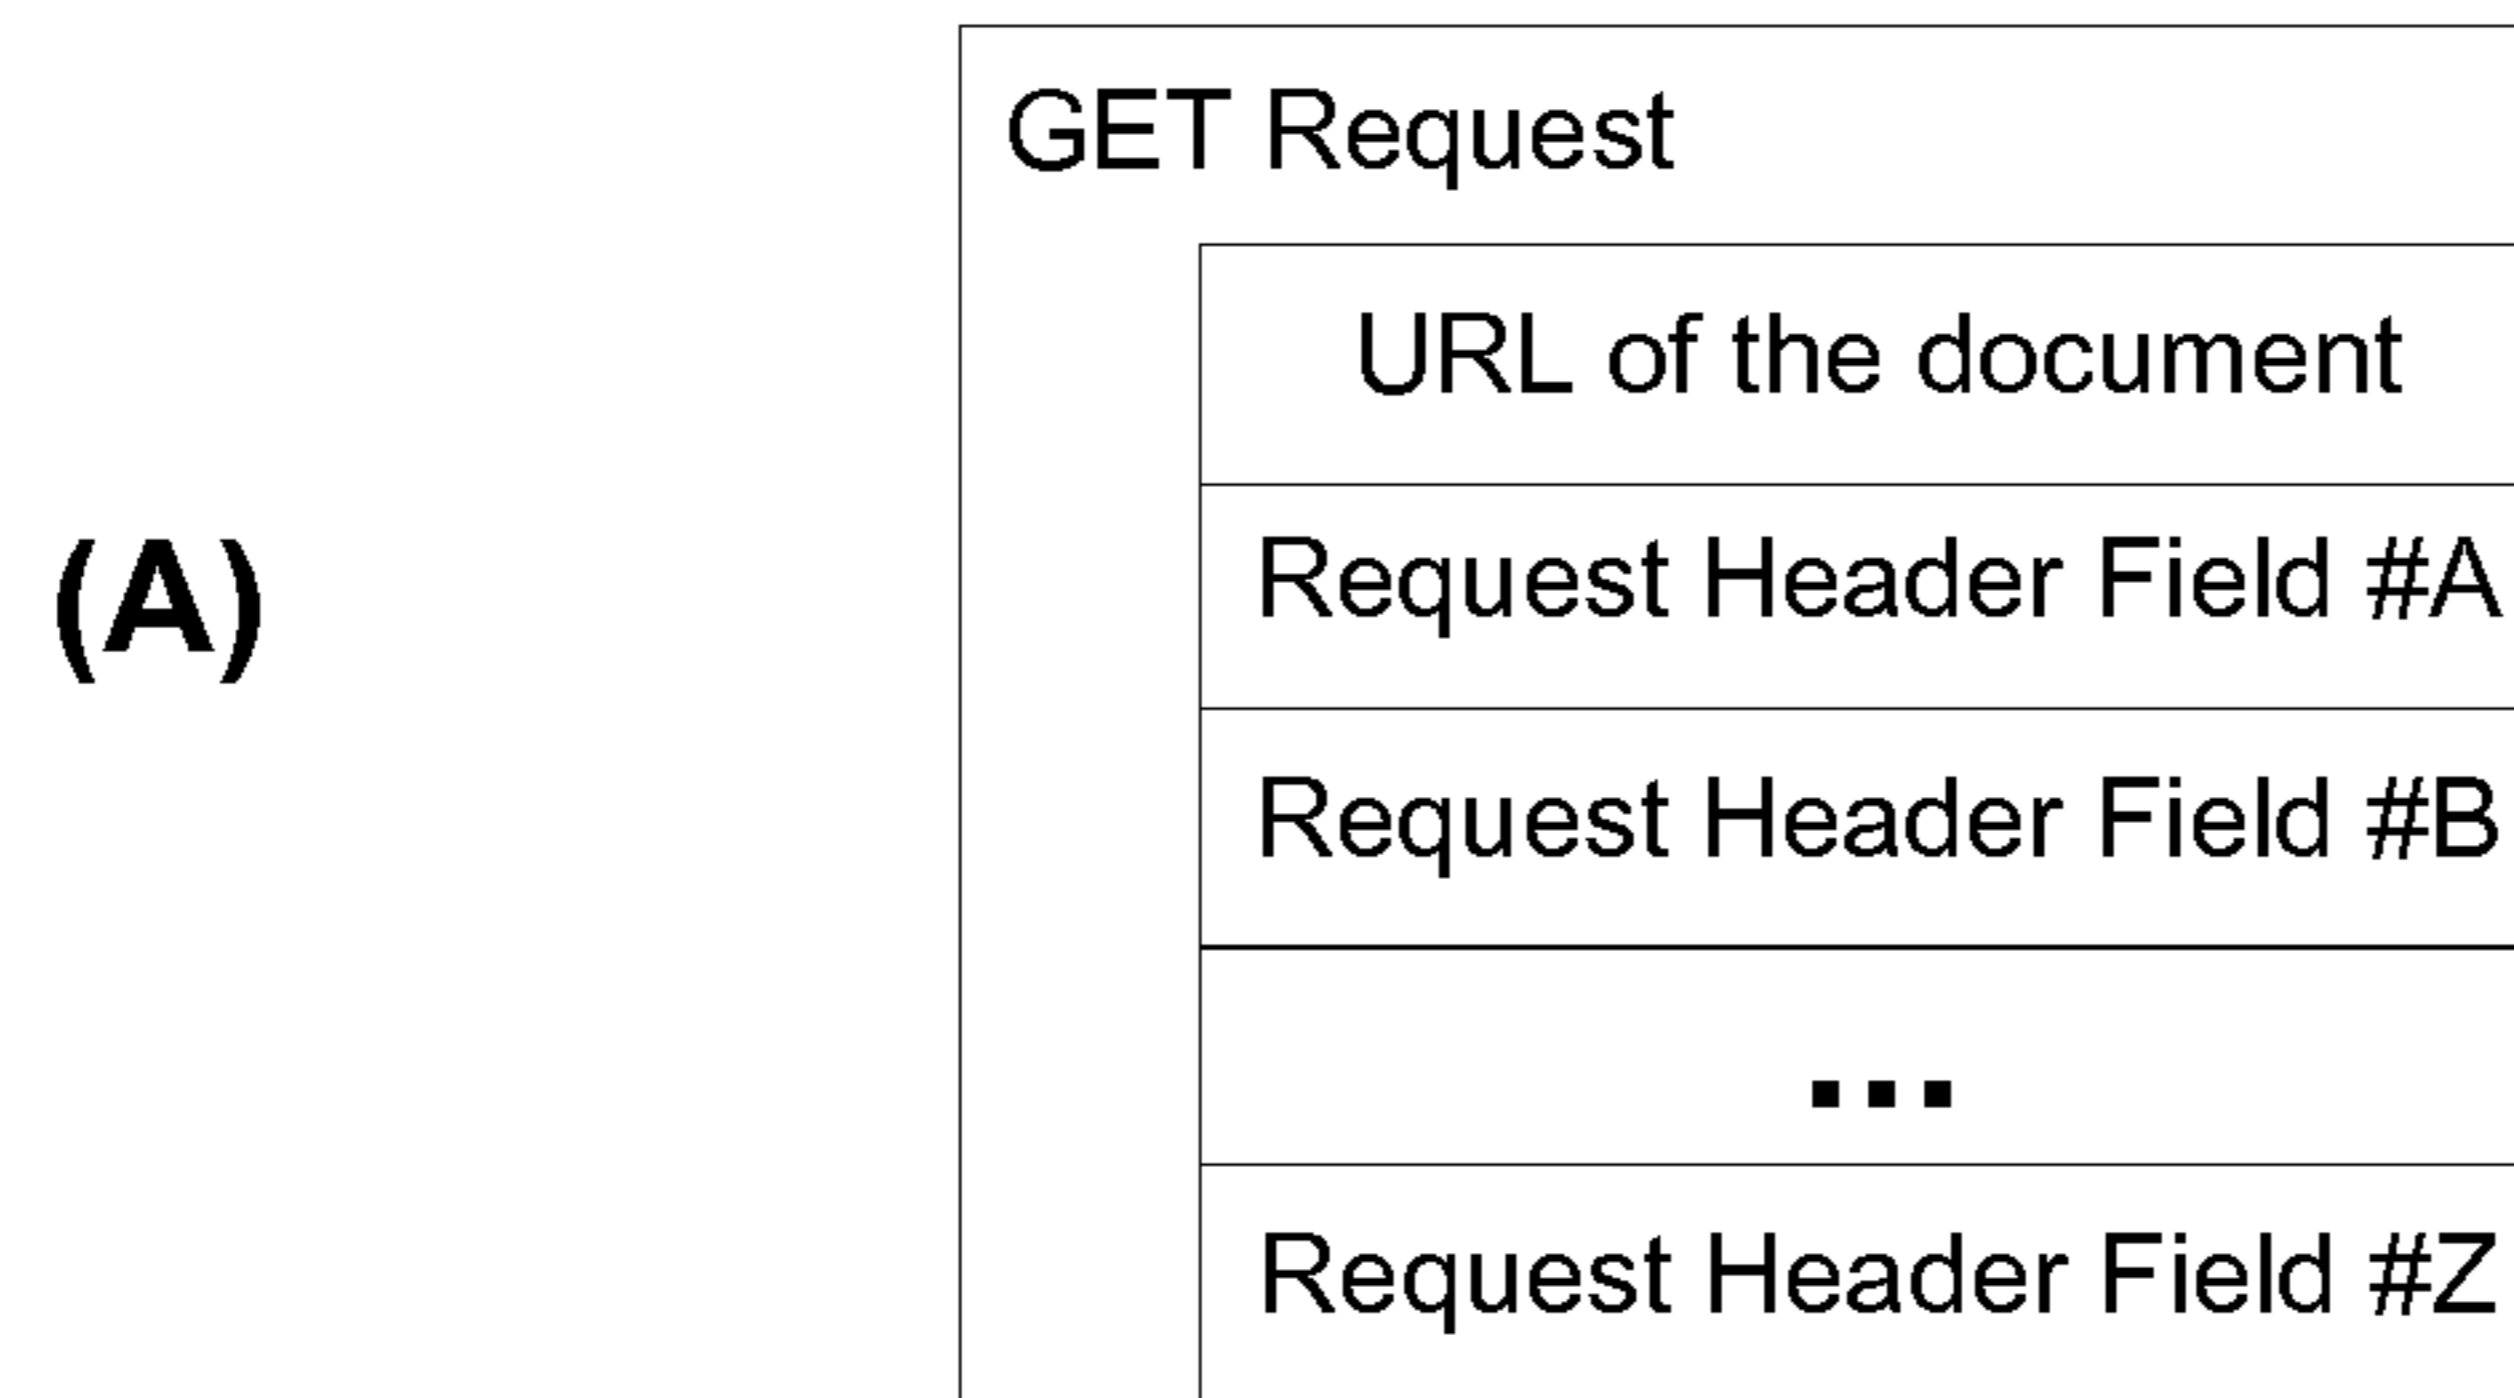 GET Request
URL of the document
(A)
Request Header Field #A
Request Header Field #B
...
Request Header Field #Z